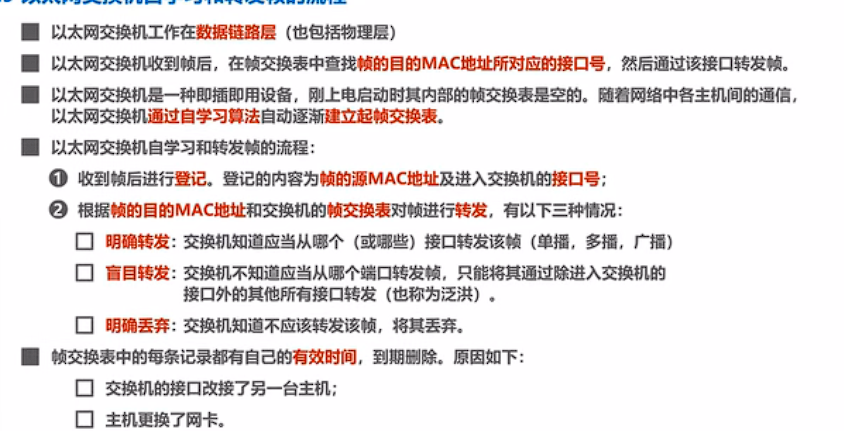 以太网交换机自学习和转发帧的流程
以太网交换机工作在数据链路层（也包括物理层）
以太网交换机收到帧后，在帧交换表中查找帧的目的MAC地址所对应的接口号，然后通过该接口转发帧。
以太网交换机是一种即插即用设备，刚上电启动时其内部的帧交换表是空的。随着网络中各主机间的通信，
以太网交换机通过自学习算法自动逐渐建立起帧交换表。
以太网交换机自学习和转发帧的流程：
❶ 收到帧后进行登记。登记的内容为帧的源MAC地址及进入交换机的接口号；
❷ 根据帧的目的MAC地址和交换机的帧交换表对帧进行转发，有以下三种情况：
明确转发：交换机知道应当从哪个（或哪些）接口转发该帧（单播，多播，广播）
盲目转发：交换机不知道应当从哪个端口转发帧，只能将其通过除进入交换机的
接口外的其他所有接口转发（也称为泛洪）。
明确丢弃：交换机知道不应该转发该帧，将其丢弃。
帧交换表中的每条记录都有自己的有效时间，到期删除。原因如下：
交换机的接口改接了另一台主机；
主机更换了网卡。